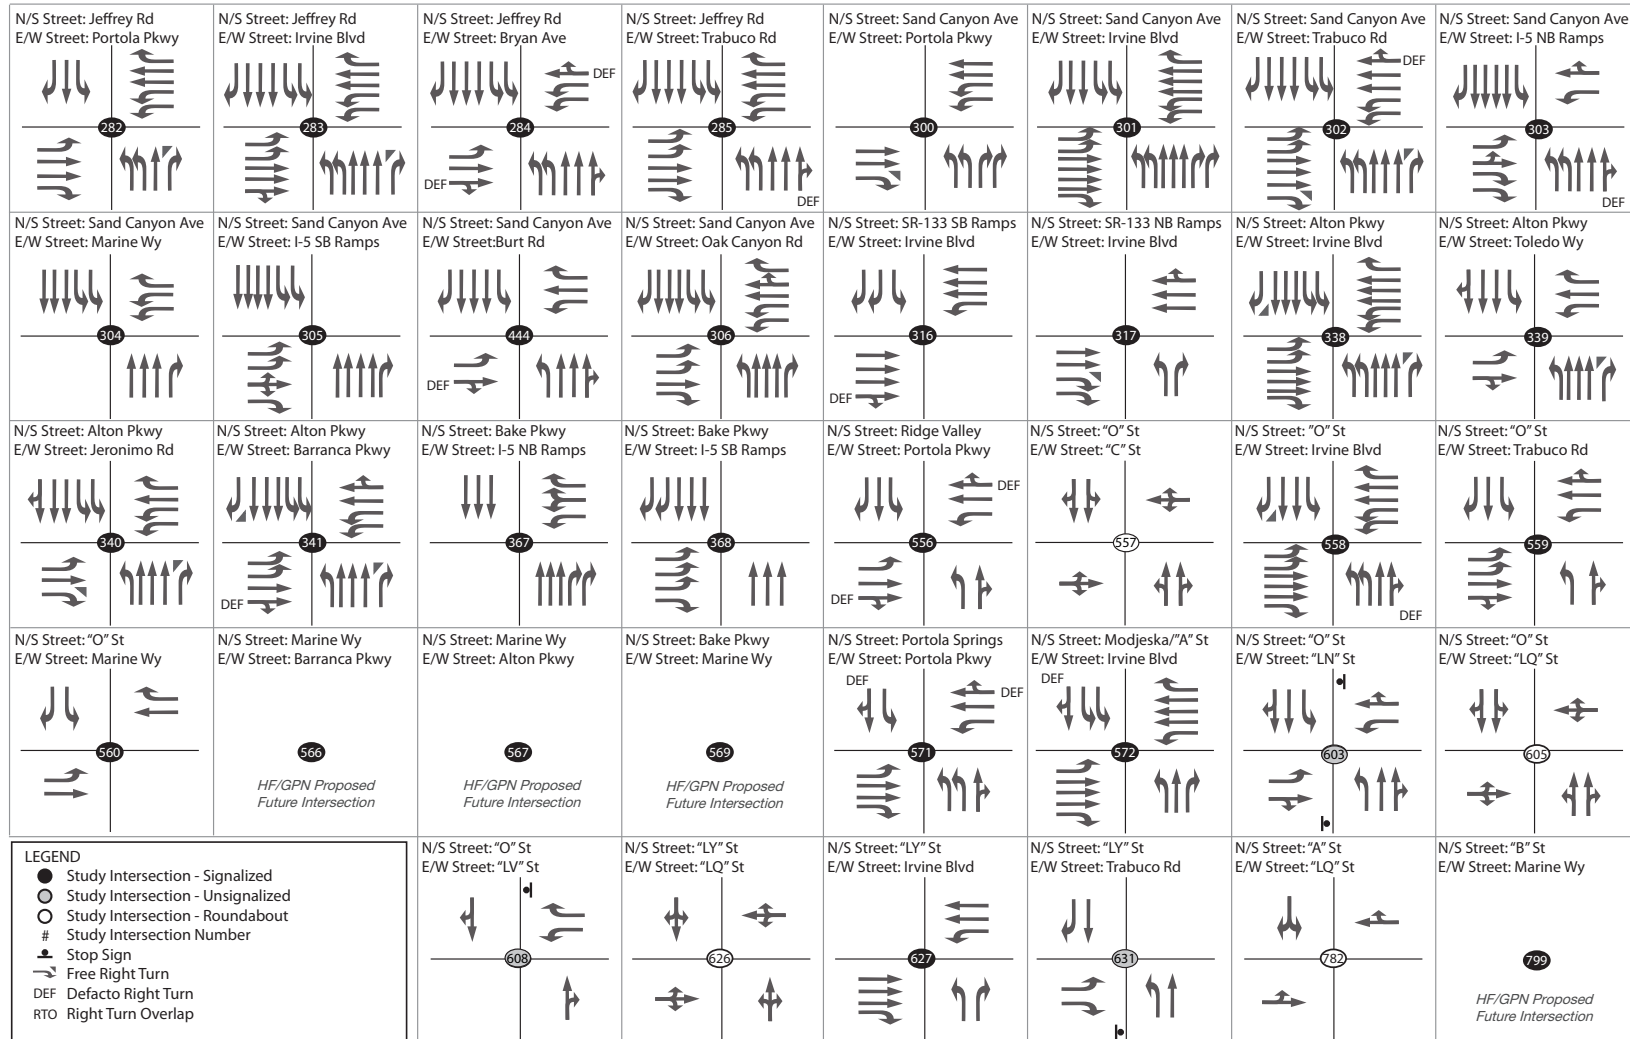 N/S Street: Jeffrey Rd
E/W Street: Portola Pkwy
282
N/S Street: Jeffrey Rd
E/W Street: Irvine Blvd
283
N/S Street: Jeffrey Rd
E/W Street: Bryan Ave
DEF
284
DEF
N/S Street: Jeffrey Rd
E/W Street: Trabuco Rd
285
DEF
N/S Street: Sand Canyon Ave
E/W Street: Portola Pkwy
300
N/S Street: Sand Canyon Ave
E/W Street: Irvine Blvd
301
N/S Street: Sand Canyon Ave
E/W Street: Trabuco Rd
DEF
302
N/S Street: Sand Canyon Ave
E/W Street: I-5 NB Ramps
303
DEF
N/S Street: Sand Canyon Ave
E/W Street: Marine Wy
304
N/S Street: Sand Canyon Ave
E/W Street: I-5 SB Ramps
305
N/S Street: Sand Canyon Ave
E/W Street:Burt Rd
444
DEF
N/S Street: Sand Canyon Ave
E/W Street: Oak Canyon Rd
306
N/S Street: SR-133 SB Ramps
E/W Street: Irvine Blvd
316
DEF
N/S Street: SR-133 NB Ramps
E/W Street: Irvine Blvd
317
N/S Street: Alton Pkwy
E/W Street: Irvine Blvd
338
N/S Street: Alton Pkwy
E/W Street: Toledo Wy
339
N/S Street: Alton Pkwy
E/W Street: Jeronimo Rd
340
N/S Street: Alton Pkwy
E/W Street: Barranca Pkwy
341
DEF
N/S Street: Bake Pkwy
E/W Street: I-5 NB Ramps
367
N/S Street: Bake Pkwy
E/W Street: I-5 SB Ramps
368
N/S Street: Ridge Valley
E/W Street: Portola Pkwy
DEF
556
DEF
N/S Street: "O" St
E/W Street: "C" St
557
N/S Street: "O" St
E/W Street: Irvine Blvd
558
DEF
N/S Street: "O" St
E/W Street: Trabuco Rd
559
N/S Street: "O" St
E/W Street: Marine Wy
560
N/S Street: Marine Wy
E/W Street: Barranca Pkwy
566
HF/GPN Proposed
Future Intersection
N/S Street: Marine Wy
E/W Street: Alton Pkwy
567
HF/GPN Proposed
Future Intersection
N/S Street: Bake Pkwy
E/W Street: Marine Wy
569
HF/GPN Proposed
Future Intersection
N/S Street: Portola Springs
E/W Street: Portola Pkwy
DEF
DEF
571
N/S Street: Modjeska/"A" St
E/W Street: Irvine Blvd
DEF
572
N/S Street: "O" St
E/W Street: "LN" St
603
N/S Street: "O" St
E/W Street: "LQ" St
605
LEGEND
Study Intersection - Signalized
Study Intersection - Unsignalized
Study Intersection - Roundabout
# Study Intersection Number
Stop Sign
Free Right Turn
DEF Defacto Right Turn
RTO Right Turn Overlap
N/S Street: "O" St
E/W Street: "LV" St
608
N/S Street: "LY" St
E/W Street: "LQ" St
626
N/S Street: "LY" St
E/W Street: Irvine Blvd
627
N/S Street: "LY" St
E/W Street: Trabuco Rd
631
N/S Street: "A" St
E/W Street: "LQ" St
782
N/S Street: "B" St
E/W Street: Marine Wy
799
HF/GPN Proposed
Future Intersection